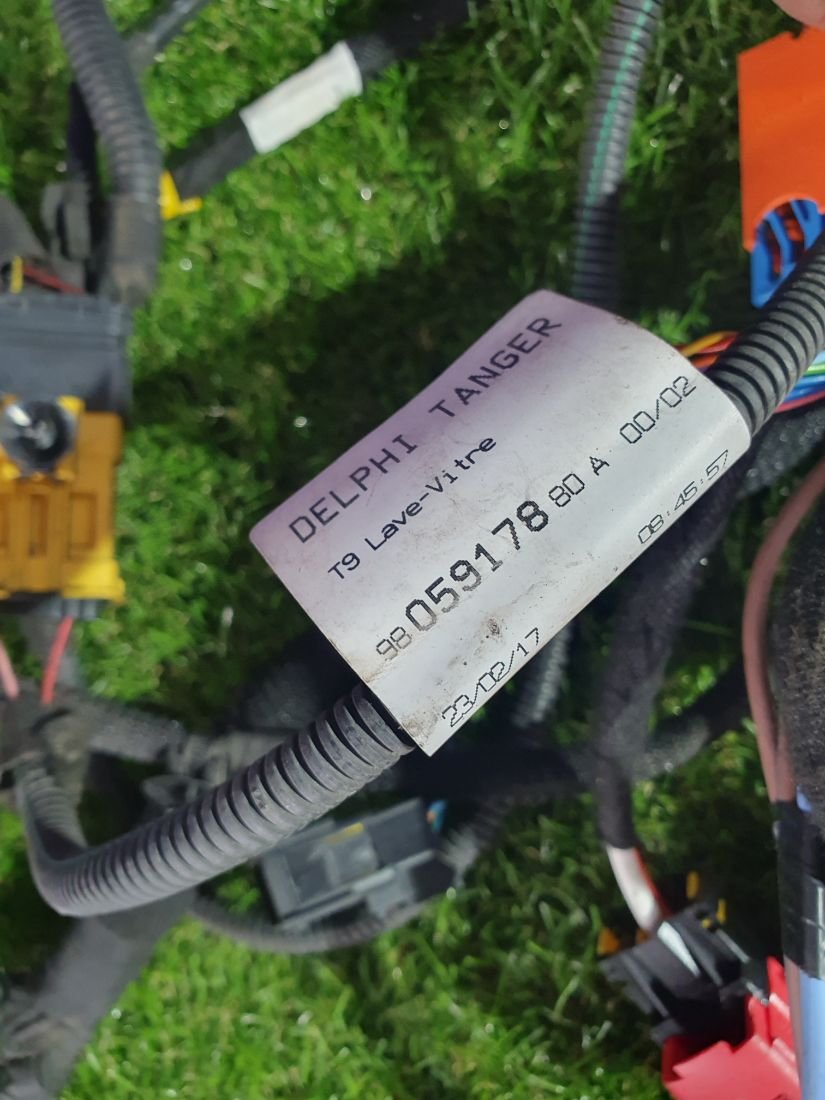 DELPHI TANGER
T9 Lave-Vitre
98 059178 80 A 00/02
23/02/17 08:45:57